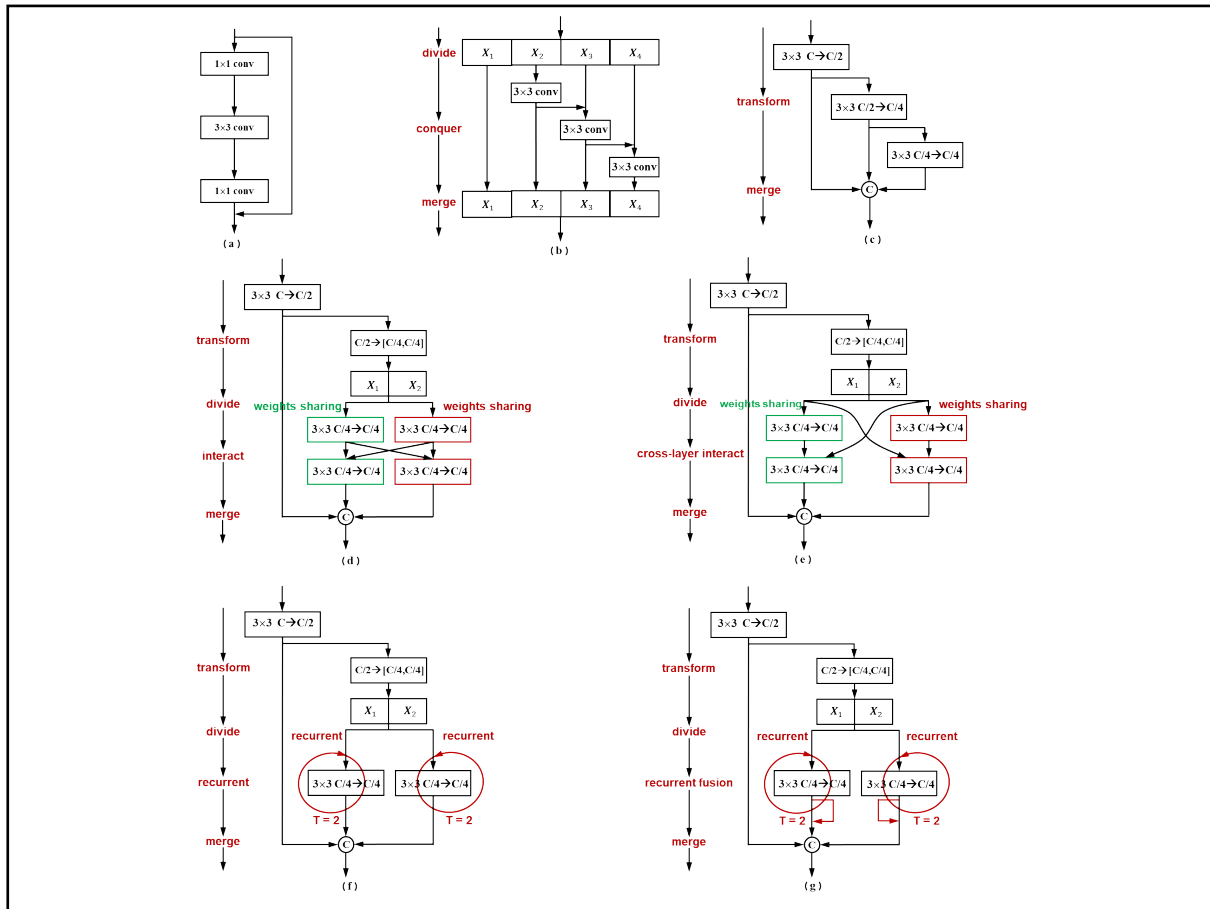 1×1 conv
3×3 conv
1×1 conv
(a)
divide
conquer
merge
X1 X2 X3 X4
3×3 conv
3×3 conv
3×3 conv
X1 X2 X3 X4
(b)
transform
merge
3×3 C→C/2
3×3 C/2→C/4
3×3 C/4→C/4
C
(c)
transform
divide
interact
merge
3×3 C→C/2
C/2→[C/4,C/4]
X1 X2
weights sharing weights sharing
3×3 C/4→C/4 3×3 C/4→C/4
3×3 C/4→C/4 3×3 C/4→C/4
C
(d)
transform
divide
cross-layer interact
merge
3×3 C→C/2
C/2→[C/4,C/4]
X1 X2
weights sharing weights sharing
3×3 C/4→C/4 3×3 C/4→C/4
3×3 C/4→C/4 3×3 C/4→C/4
C
(e)
transform
divide
recurrent
merge
3×3 C→C/2
C/2→[C/4,C/4]
X1 X2
recurrent recurrent
3×3 C/4→C/4 3×3 C/4→C/4
T = 2 T = 2
C
(f)
transform
divide
recurrent fusion
merge
3×3 C→C/2
C/2→[C/4,C/4]
X1 X2
recurrent recurrent
3×3 C/4→C/4 3×3 C/4→C/4
T = 2 T = 2
C
(g)